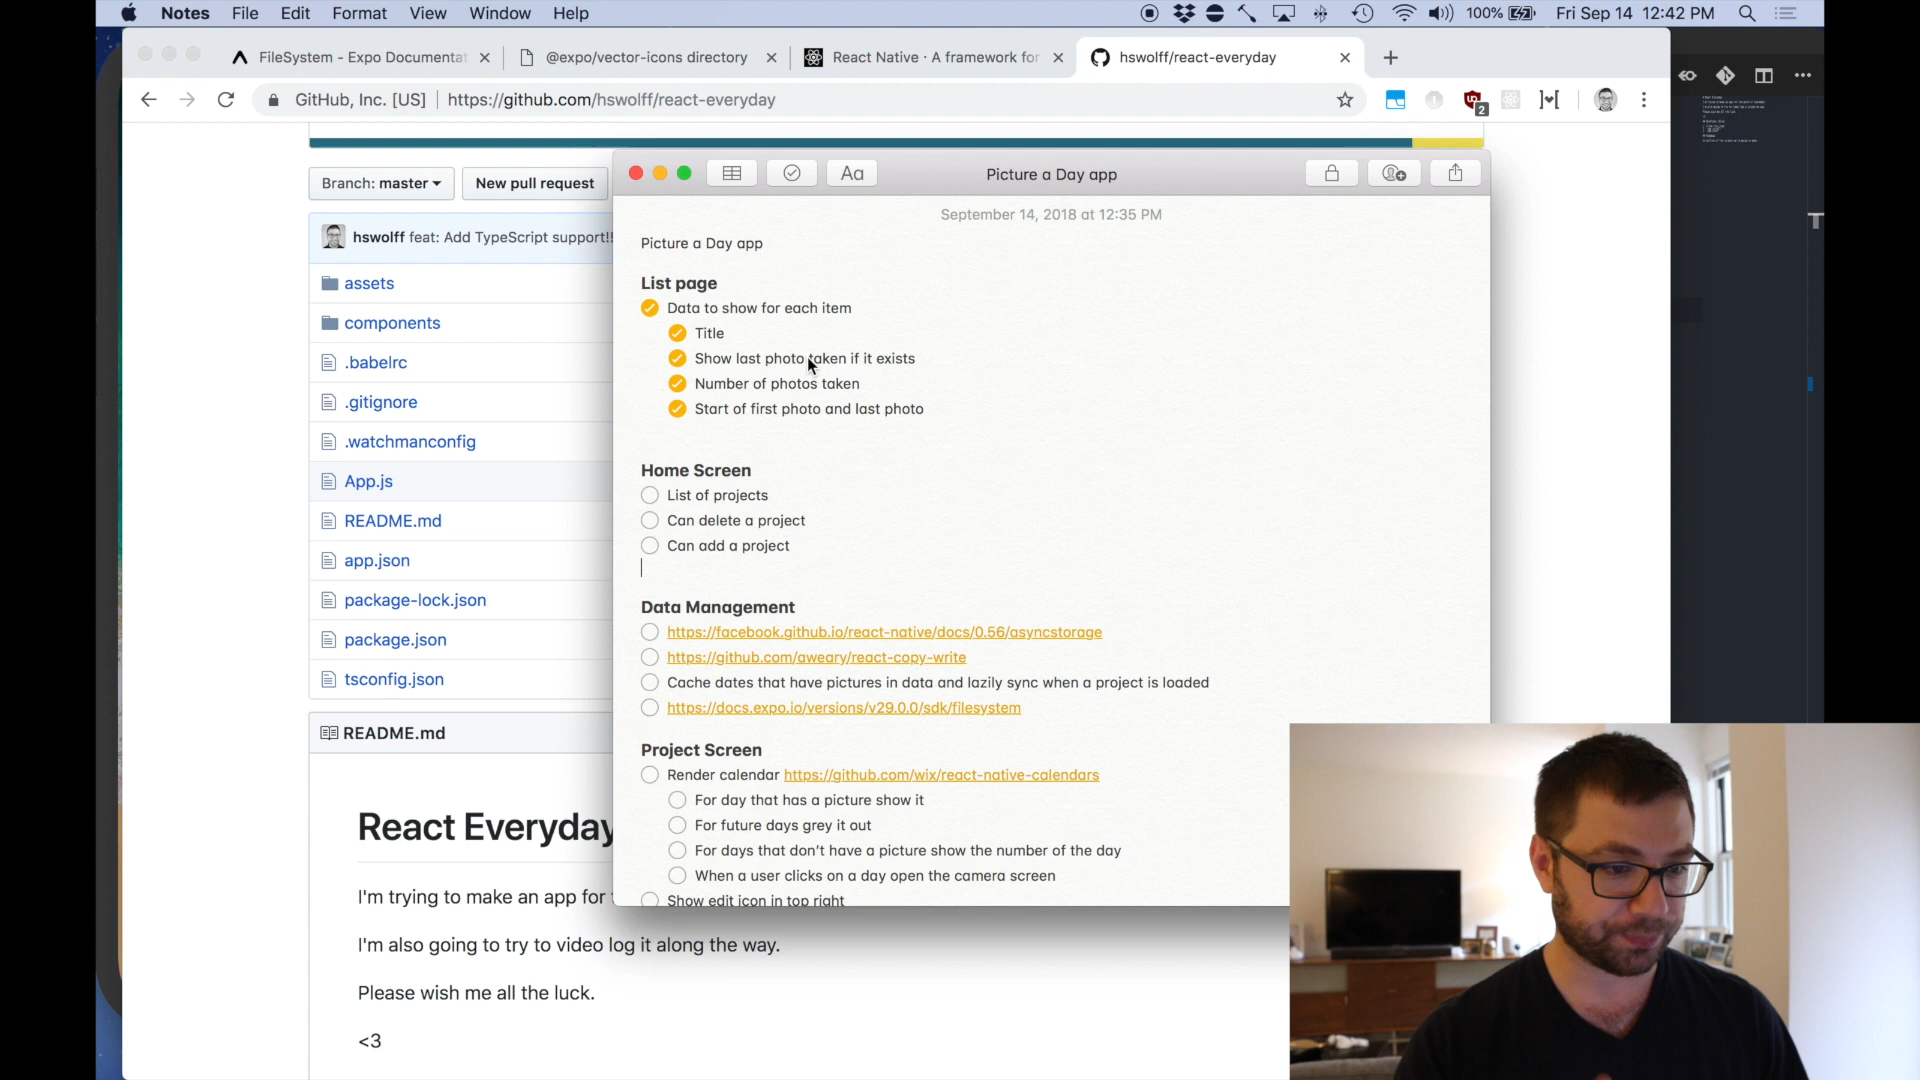 Notes File Edit Format View Window Help
100% Fri Sep 14 12:42 PM
FileSystem - Expo Documentat
@expo/vector-icons directory
React Native · A framework for
hswolff/react-everyday
GitHub, Inc. [US] https://github.com/hswolff/react-everyday
2
Branch: master
New pull request
hswolff feat: Add TypeScript support!!
assets
components
.babelrc
.gitignore
.watchmanconfig
App.js
README.md
app.json
package-lock.json
package.json
tsconfig.json
README.md
React Everyday
I'm trying to make an app for
I'm also going to try to video log it along the way.
Please wish me all the luck.
<3
Aa
Picture a Day app
September 14, 2018 at 12:35 PM
Picture a Day app
List page
Data to show for each item
Title
Show last photo taken if it exists
Number of photos taken
Start of first photo and last photo
Home Screen
List of projects
Can delete a project
Can add a project
Data Management
https://facebook.github.io/react-native/docs/0.56/asyncstorage
https://github.com/aweary/react-copy-write
Cache dates that have pictures in data and lazily sync when a project is loaded
https://docs.expo.io/versions/v29.0.0/sdk/filesystem
Project Screen
Render calendar https://github.com/wix/react-native-calendars
For day that has a picture show it
For future days grey it out
For days that don't have a picture show the number of the day
When a user clicks on a day open the camera screen
Show edit icon in top right